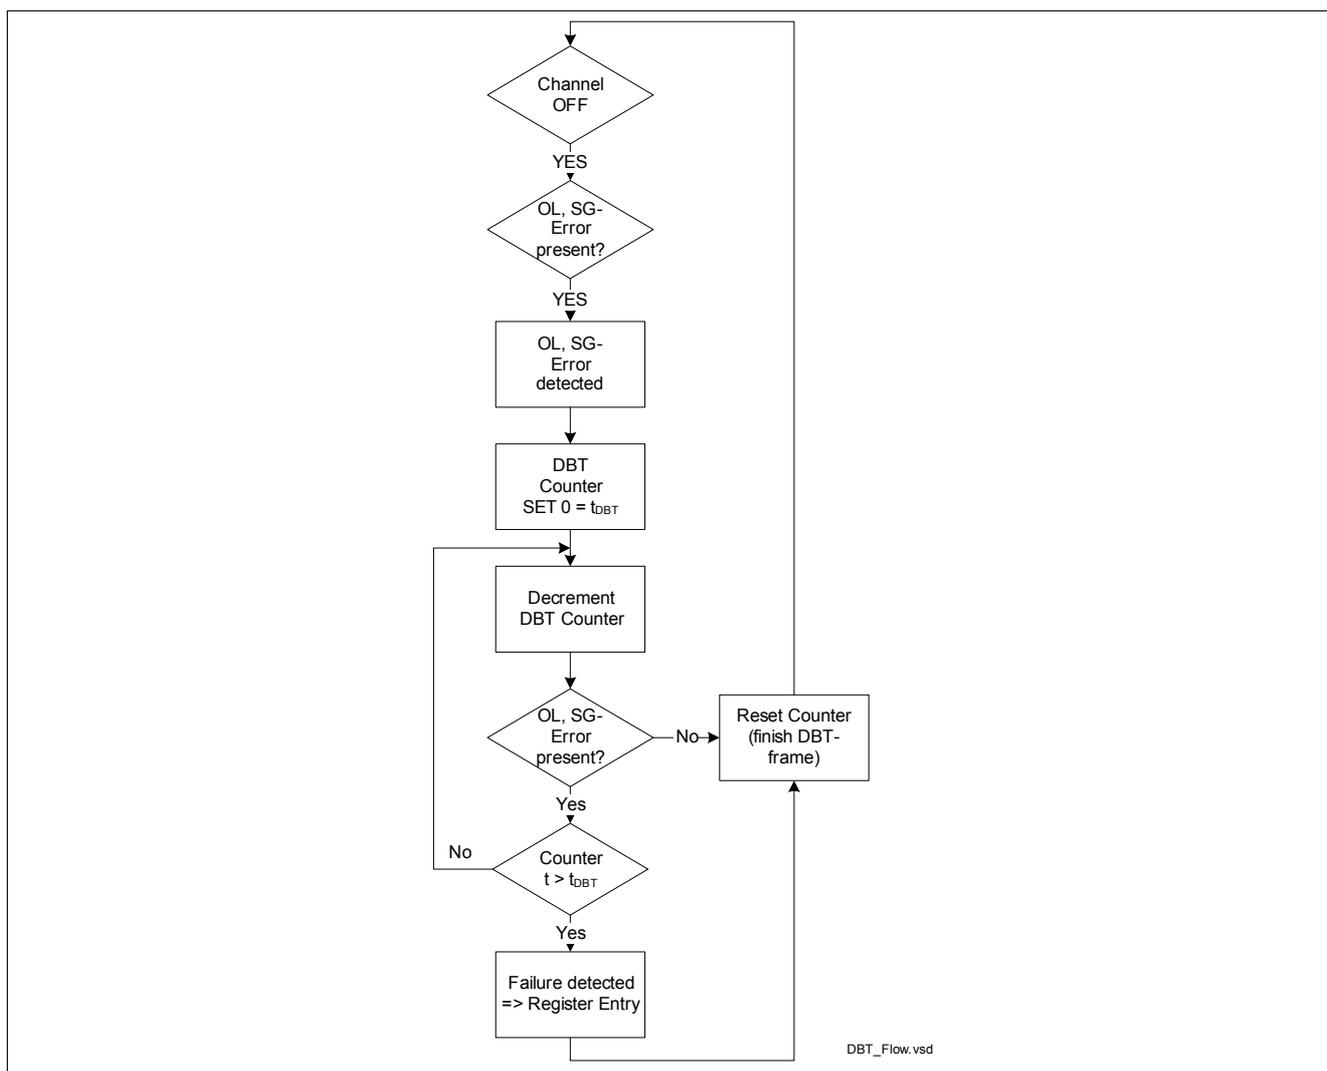 Channel
OFF
YES
OL, SG-
Error
present?
YES
OL, SG-
Error
detected
DBT
Counter
SET 0 = tDBT
Decrement
DBT Counter
OL, SG-
Error
present?
No
Reset Counter
(finish DBT-
frame)
Yes
No
Counter
t > tDBT
Yes
Failure detected
=> Register Entry
DBT_Flow.vsd